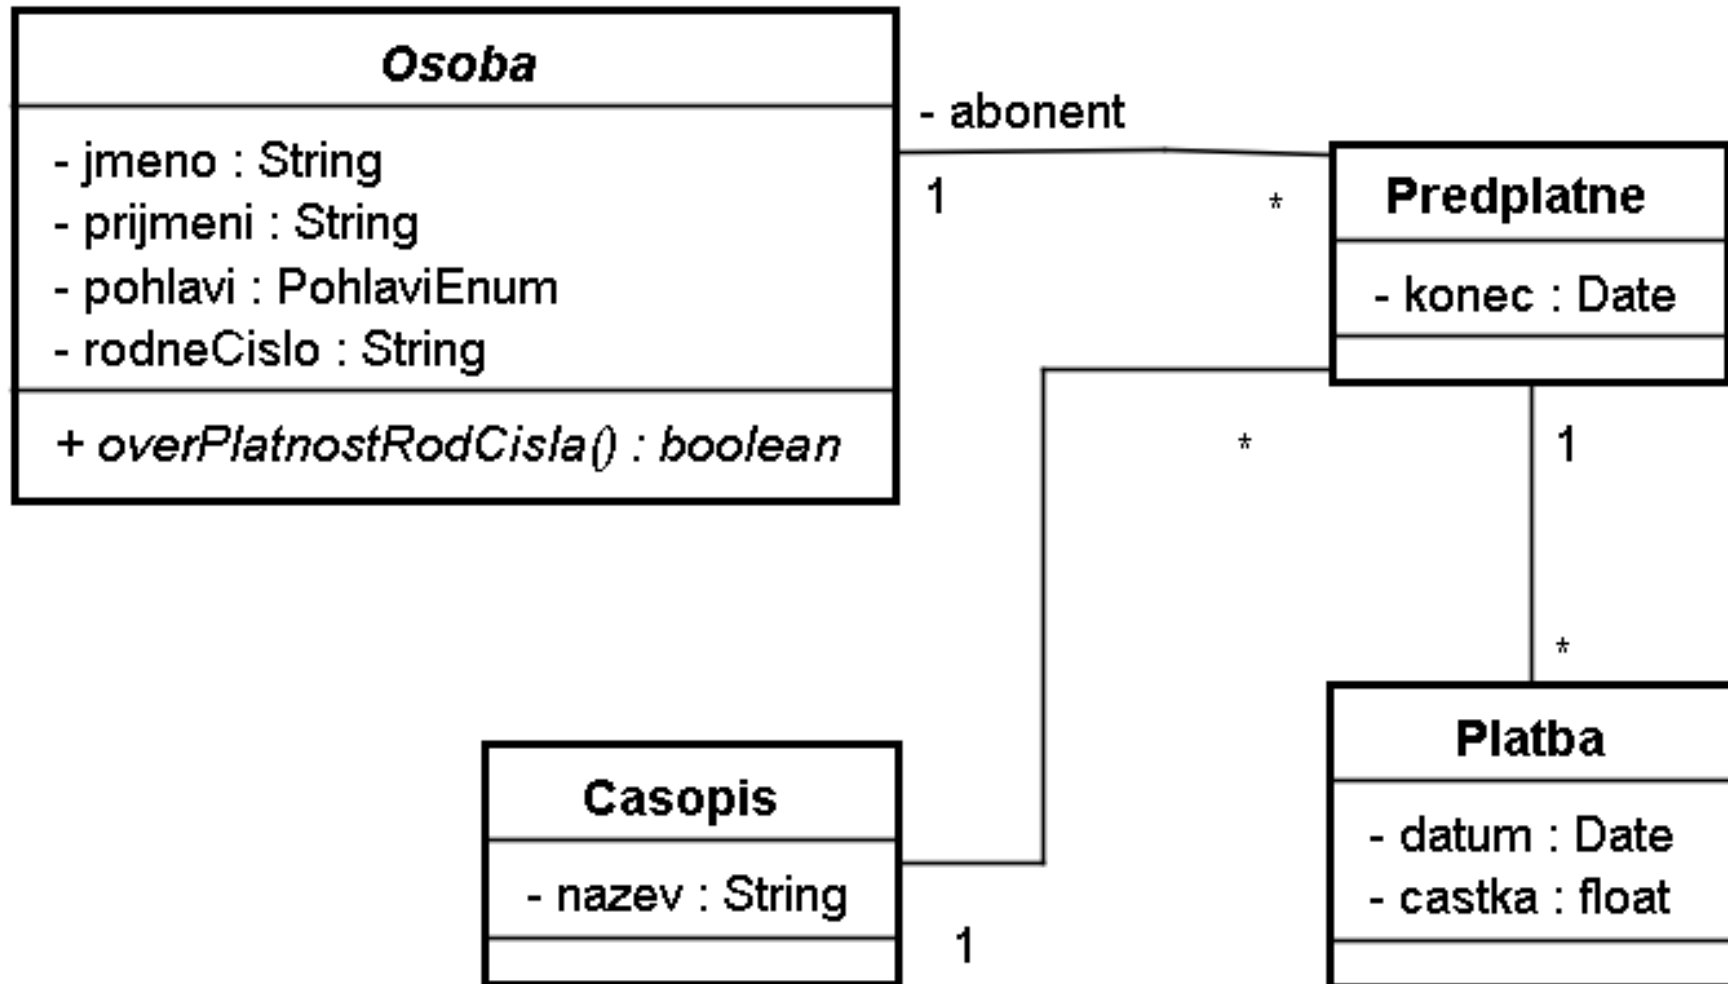 Osoba
- jmeno : String
- prijmeni : String
- pohlavi : PohlaviEnum
- rodneCislo : String
+ overPlatnostRodCisla() : boolean
- abonent
1
*
Predplatne
- konec : Date
*
1
*
Casopis
- nazev : String
1
Platba
- datum : Date
- castka : float